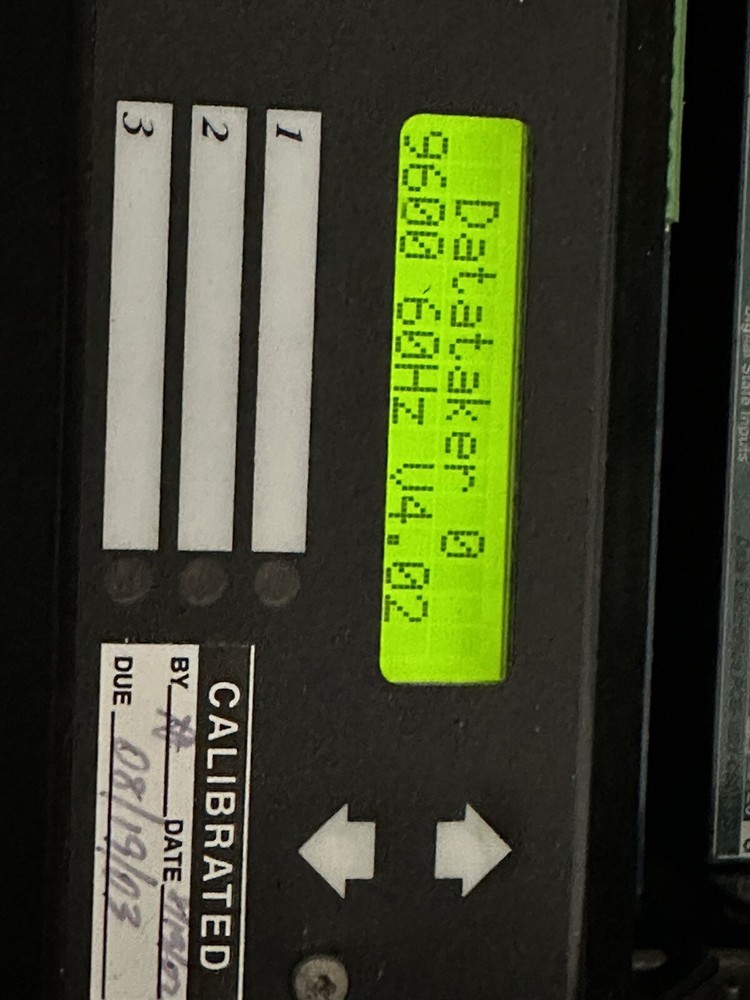 Datataker 0
9600 60Hz V4.02
1
2
3
CALIBRATED
BY DATE
DUE 08/19/03